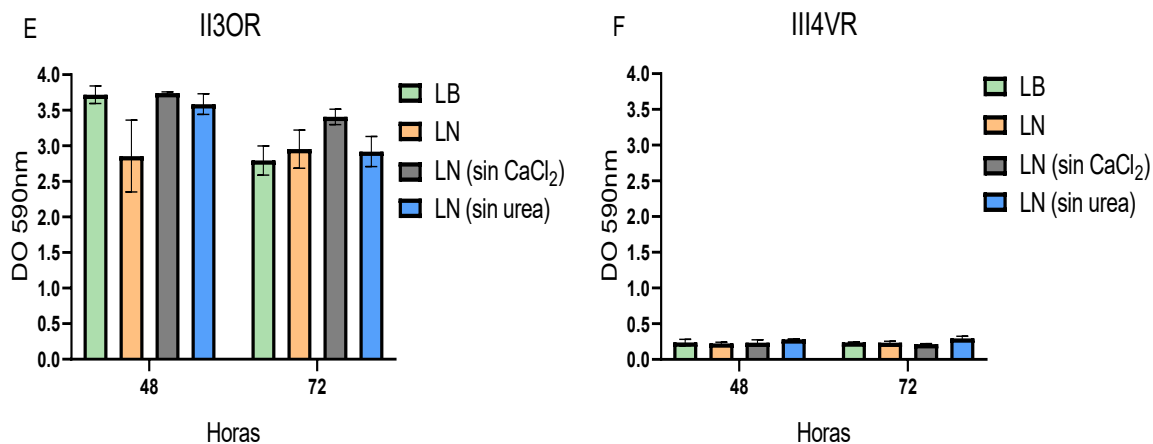 E
II3OR
DO 590nm
4.0
3.5
3.0
2.5
2.0
1.5
1.0
0.5
0.0
48
72
Horas
LB
LN
LN (sin CaCl₂)
LN (sin urea)
F
III4VR
DO 590nm
4.0
3.5
3.0
2.5
2.0
1.5
1.0
0.5
0.0
48
72
Horas
LB
LN
LN (sin CaCl₂)
LN (sin urea)